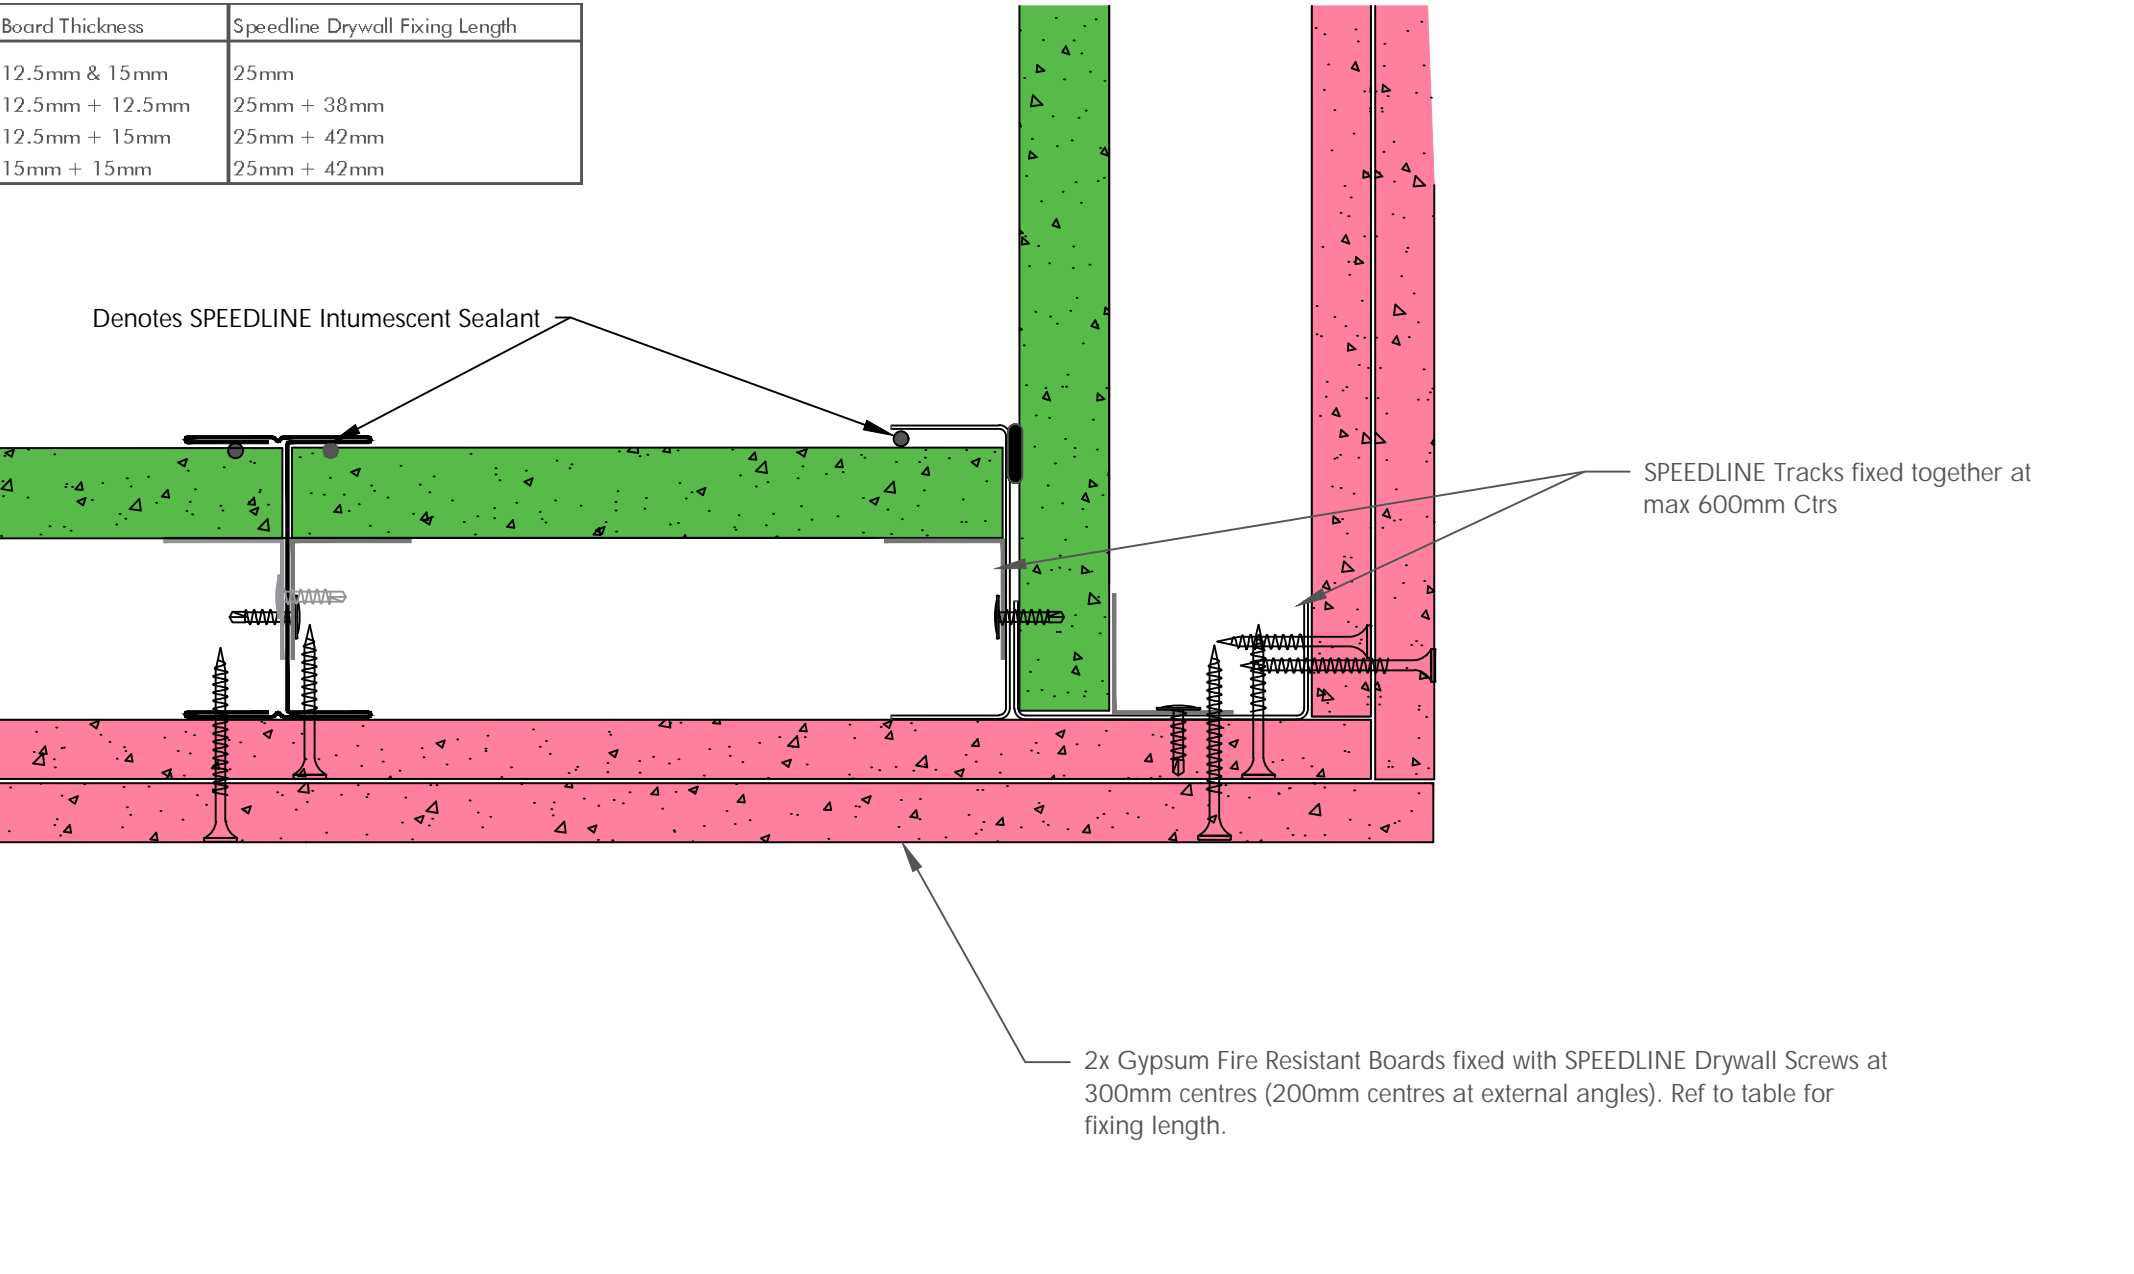 Board Thickness Speedline Drywall Fixing Length
12.5mm & 15mm 25mm
12.5mm + 12.5mm 25mm + 38mm
12.5mm + 15mm 25mm + 42mm
15mm + 15mm 25mm + 42mm
Denotes SPEEDLINE Intumescent Sealant
SPEEDLINE Tracks fixed together at
max 600mm Ctrs
2x Gypsum Fire Resistant Boards fixed with SPEEDLINE Drywall Screws at
300mm centres (200mm centres at external angles). Ref to table for
fixing length.